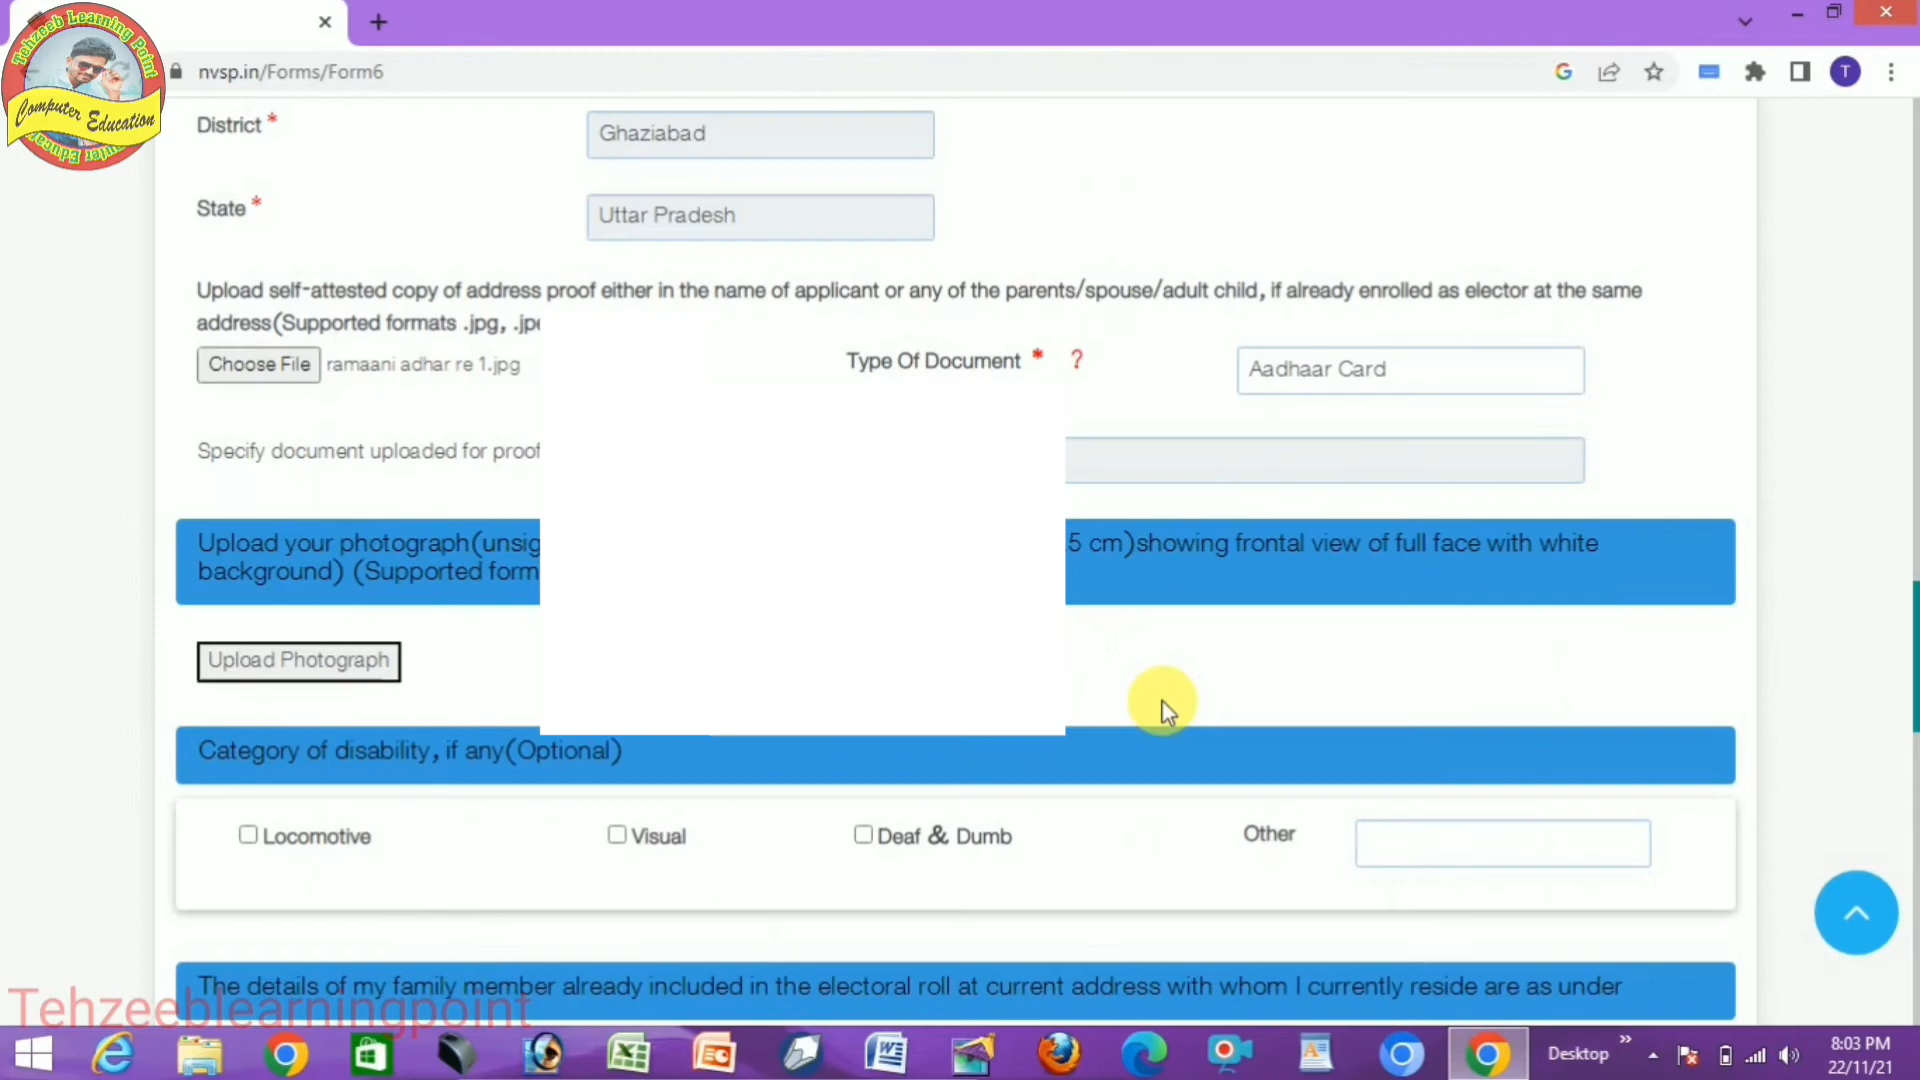 Tehzeeb Learning Point
Computer Education
nvsp.in/Forms/Form6
T
District *
Ghaziabad
State *
Uttar Pradesh
Upload self-attested copy of address proof either in the name of applicant or any of the parents/spouse/adult child, if already enrolled as elector at the same
address(Supported formats .jpg, .jpe
Choose File ramaani adhar re 1.jpg
Type Of Document * ?
Aadhaar Card
Specify document uploaded for proof
Upload your photograph(unsig
5 cm)showing frontal view of full face with white
background) (Supported form
Upload Photograph
Category of disability, if any(Optional)
Locomotive
Visual
Deaf & Dumb
Other
The details of my family member already included in the electoral roll at current address with whom I currently reside are as under
Tehzeeblearningpoint
Desktop
8:03 PM
22/11/21